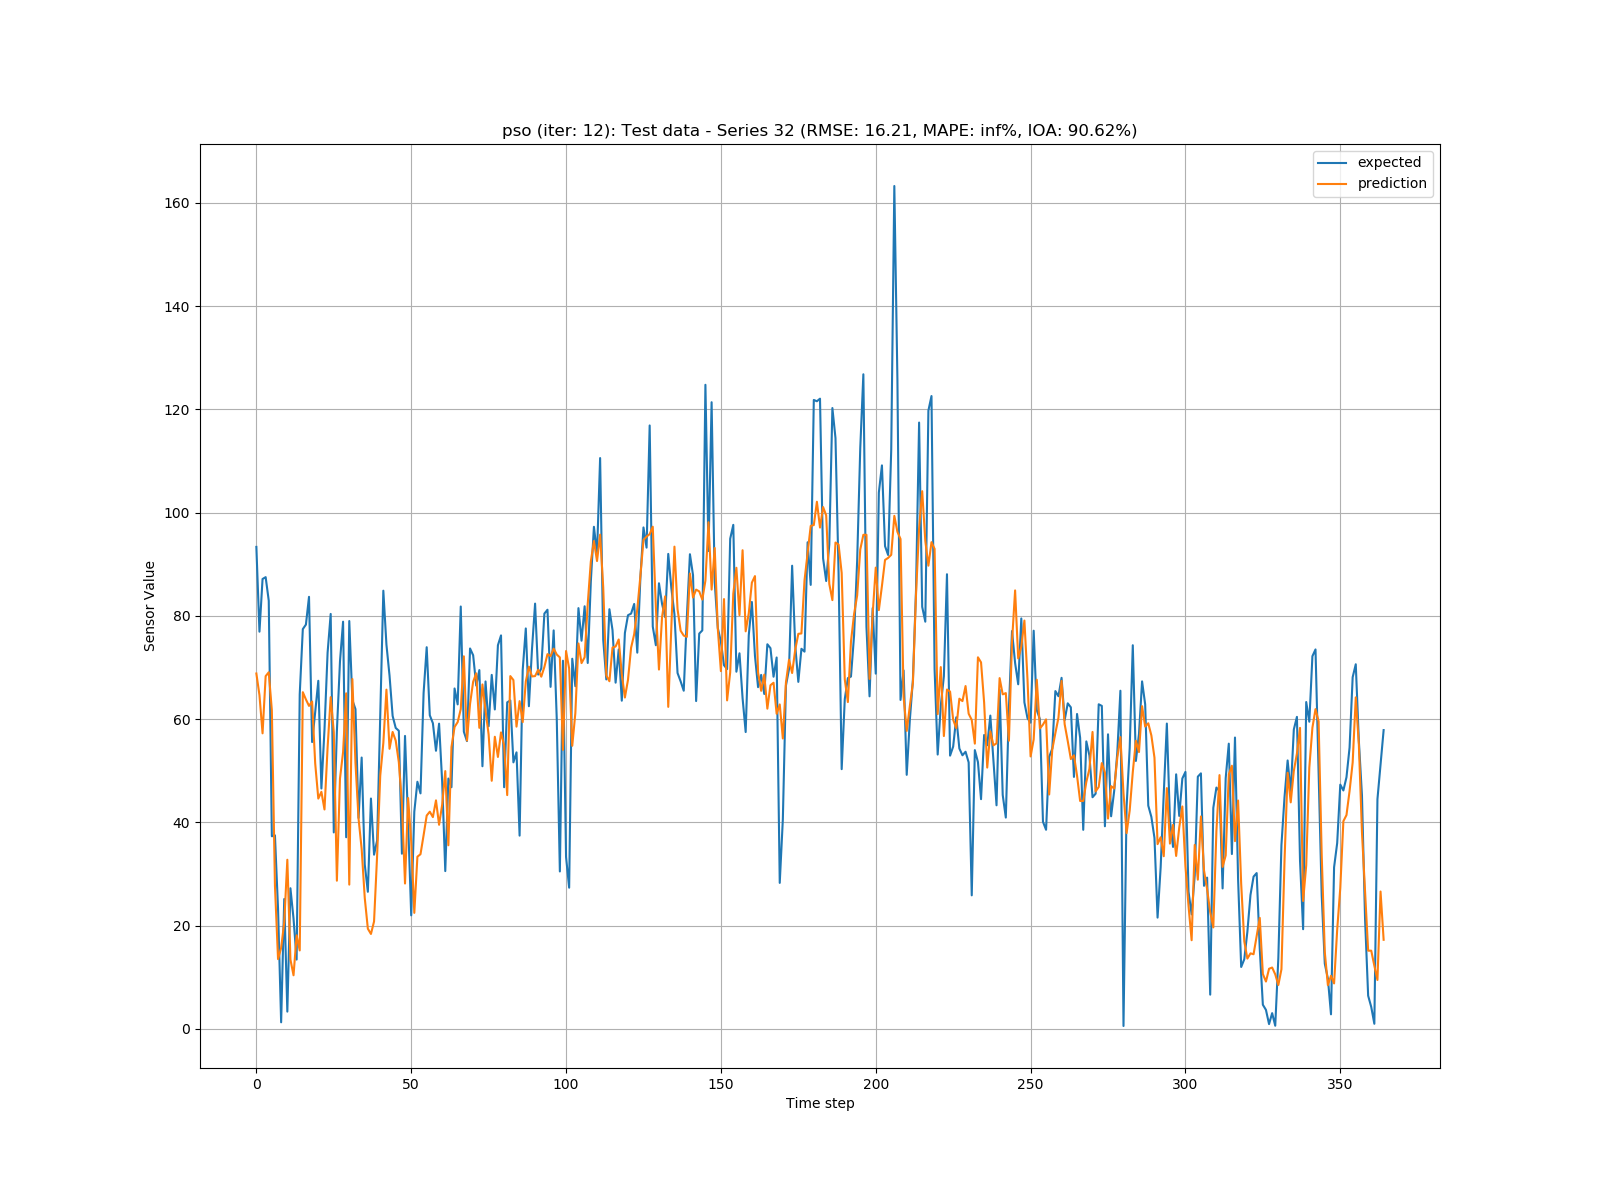 pso (iter: 12): Test data - Series 32 (RMSE: 16.21, MAPE: inf%, IOA: 90.62%)
expected
prediction
160
140
120
100
80
60
40
20
0
Sensor Value
0 50 100 150 200 250 300 350
Time step